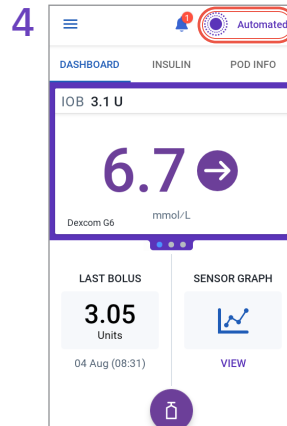 4
1
Automated
DASHBOARD INSULIN POD INFO
IOB 3.1 U
6.7
mmol/L
Dexcom G6
LAST BOLUS SENSOR GRAPH
3.05
Units
04 Aug (08:31) VIEW